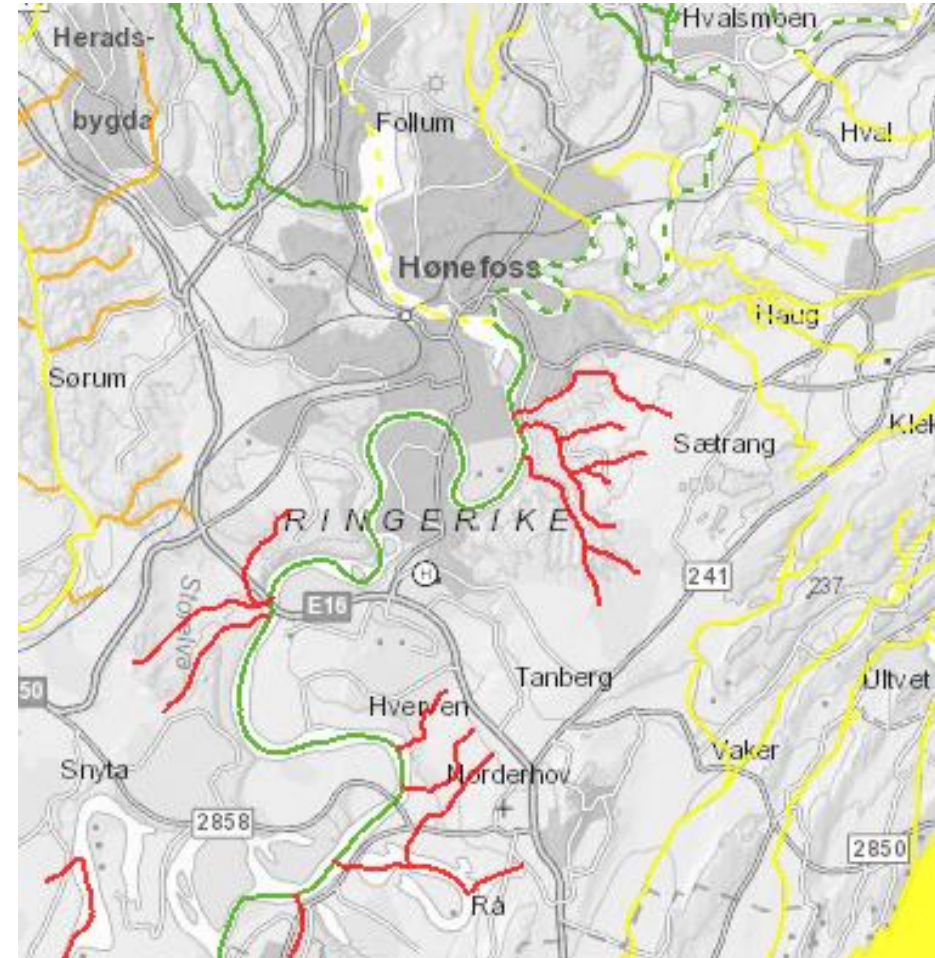 Hvalsmoen
Herads-
bygda
Follum
Hval
Hønefoss
Haug
Sørum
Sætrang
RINGERIKE
H
241
237
E16
Storelva
Tanberg
Ultvet
50
Hverven
Vaker
Snyta
Norderhov
2858
2850
Rå